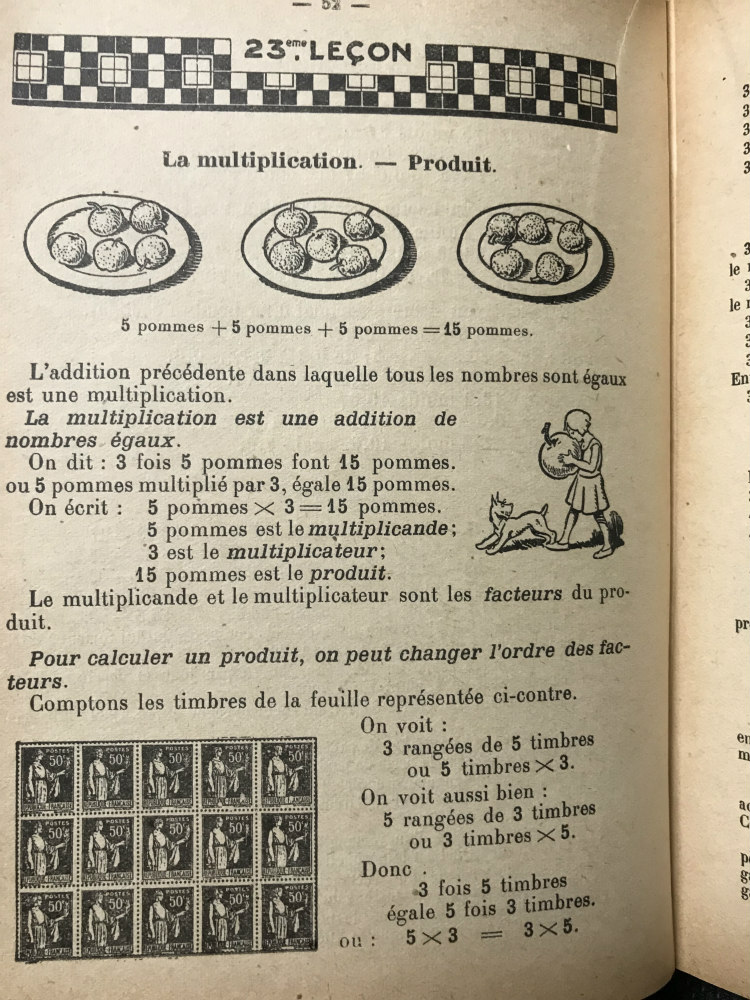 — 52 —
23eme. LEÇON
La multiplication. — Produit.
5 pommes + 5 pommes + 5 pommes = 15 pommes.
L'addition précédente dans laquelle tous les nombres sont égaux
est une multiplication.
La multiplication est une addition de
nombres égaux.
On dit : 3 fois 5 pommes font 15 pommes.
ou 5 pommes multiplié par 3, égale 15 pommes.
On écrit : 5 pommes × 3 = 15 pommes.
5 pommes est le multiplicande ;
3 est le multiplicateur ;
15 pommes est le produit.
Le multiplicande et le multiplicateur sont les facteurs du pro-
duit.
Pour calculer un produit, on peut changer l'ordre des fac-
teurs.
Comptons les timbres de la feuille représentée ci-contre.
On voit :
3 rangées de 5 timbres
ou 5 timbres × 3.
On voit aussi bien :
5 rangées de 3 timbres
ou 3 timbres × 5.
Donc .
3 fois 5 timbres
égale 5 fois 3 timbres.
ou : 5 × 3 = 3 × 5.